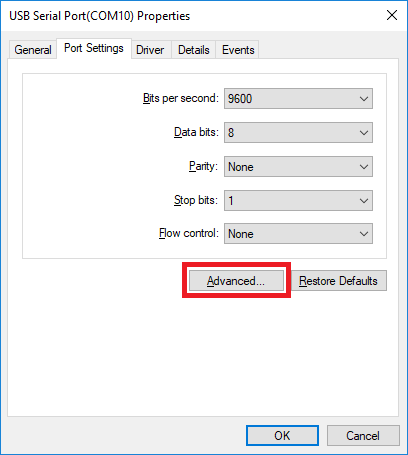 USB Serial Port(COM10) Properties
General Port Settings Driver Details Events
Bits per second: 9600
Data bits: 8
Parity: None
Stop bits: 1
Flow control: None
Advanced... Restore Defaults
OK Cancel